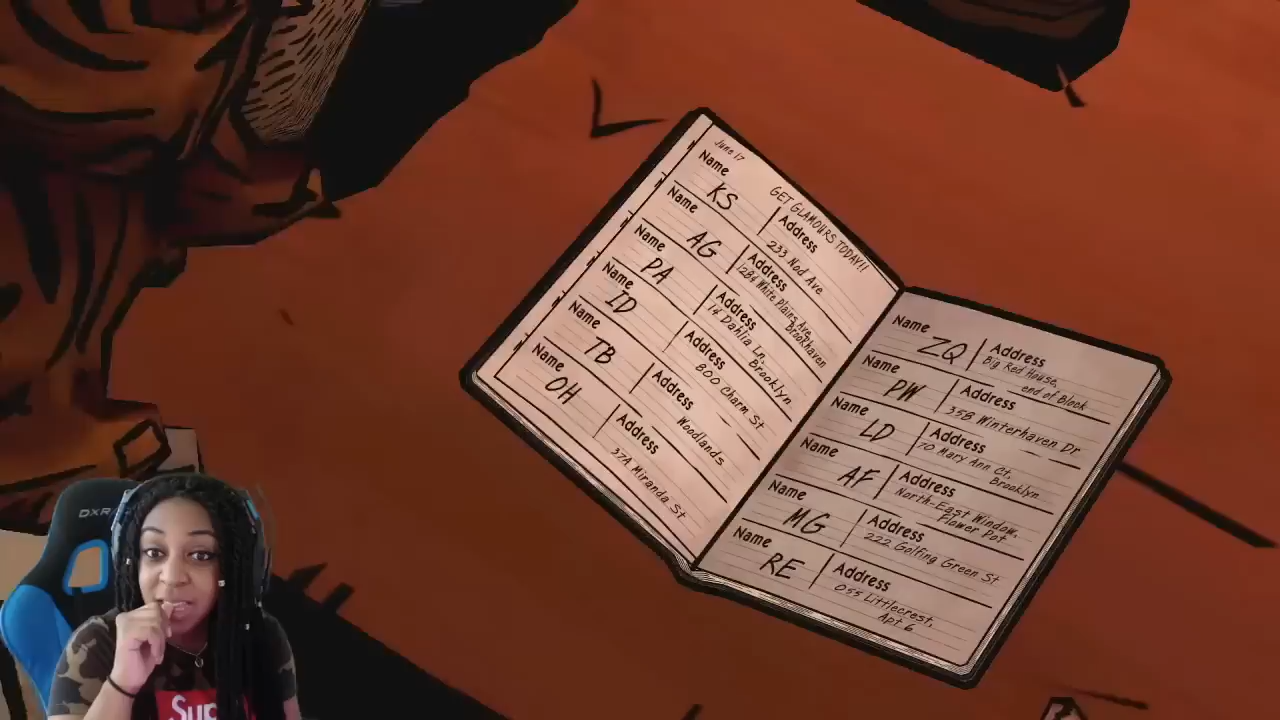 June 17
GET GLAMOURS TODAY!!
Name KS Address 233 Nod Ave
Name AG Address 1286 White Plains Ave,
Brookhaven
Name PA Address 14 Dahlia Ln,
Brooklyn
Name ID Address 800 Charm St
Name TB Address Woodlands
Name OH Address 37A Miranda St
Name ZQ Address Big Red House,
end of Block
Name PW Address 358 Winterhaven Dr
Name LD Address 70 Mary Ann Ct,
Brooklyn
Name AF Address North-East Window,
Flower Pot
Name MG Address 222 Golfing Green St
Name RE Address 055 Littlecrest,
Apt 6
DXR
Sup